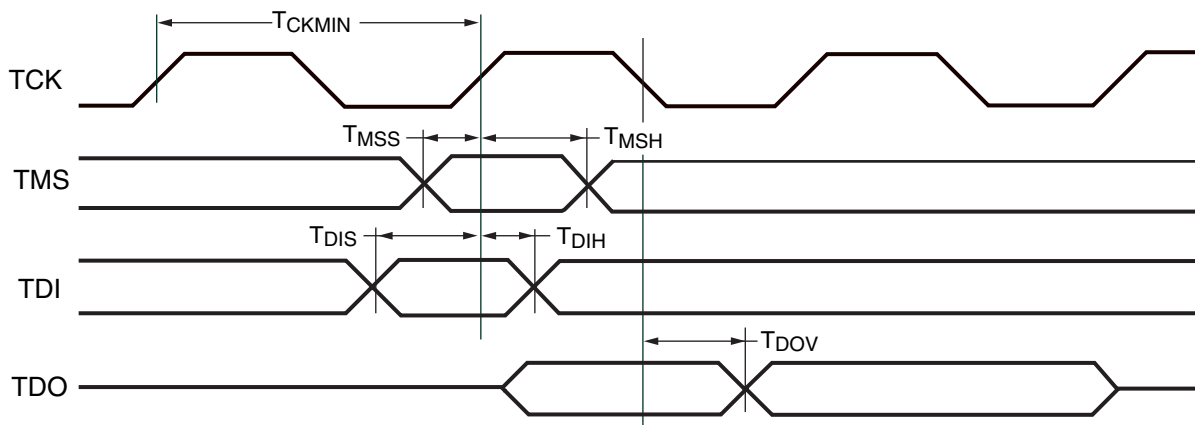 TCKMIN
TCK
TMSS TMSH
TMS
TDIS TDIH
TDI
TDOV
TDO